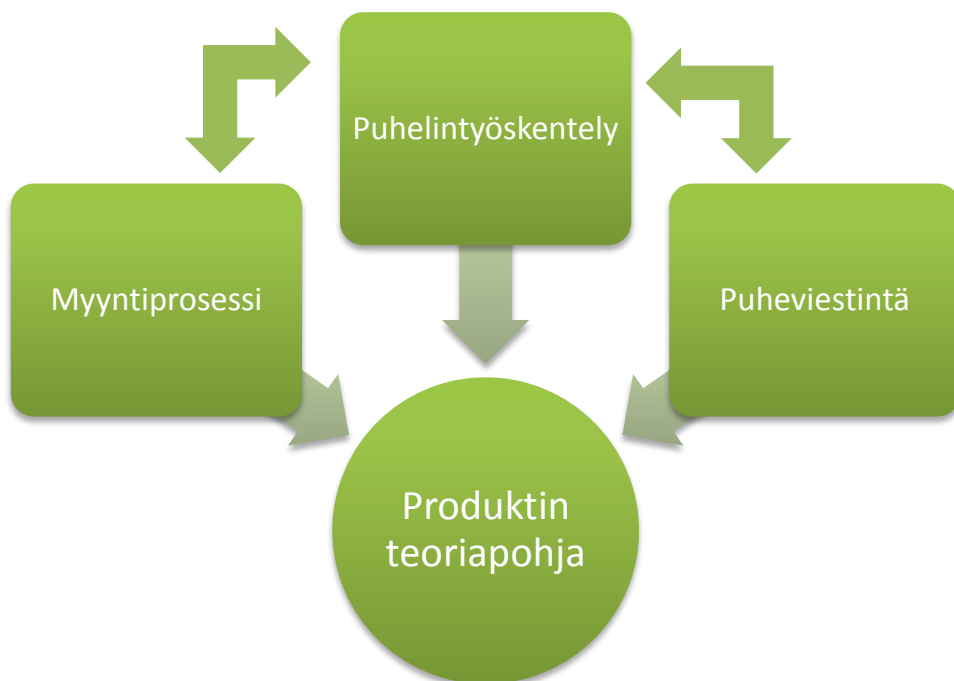 Puhelintyöskentely
Myyntiprosessi
Puheviestintä
Produktin
teoriapohja